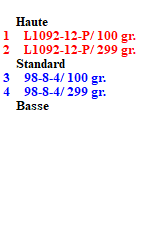 Haute
1 L1092-12-P/ 100 gr.
2 L1092-12-P/ 299 gr.
Standard
3 98-8-4/ 100 gr.
4 98-8-4/ 299 gr.
Basse